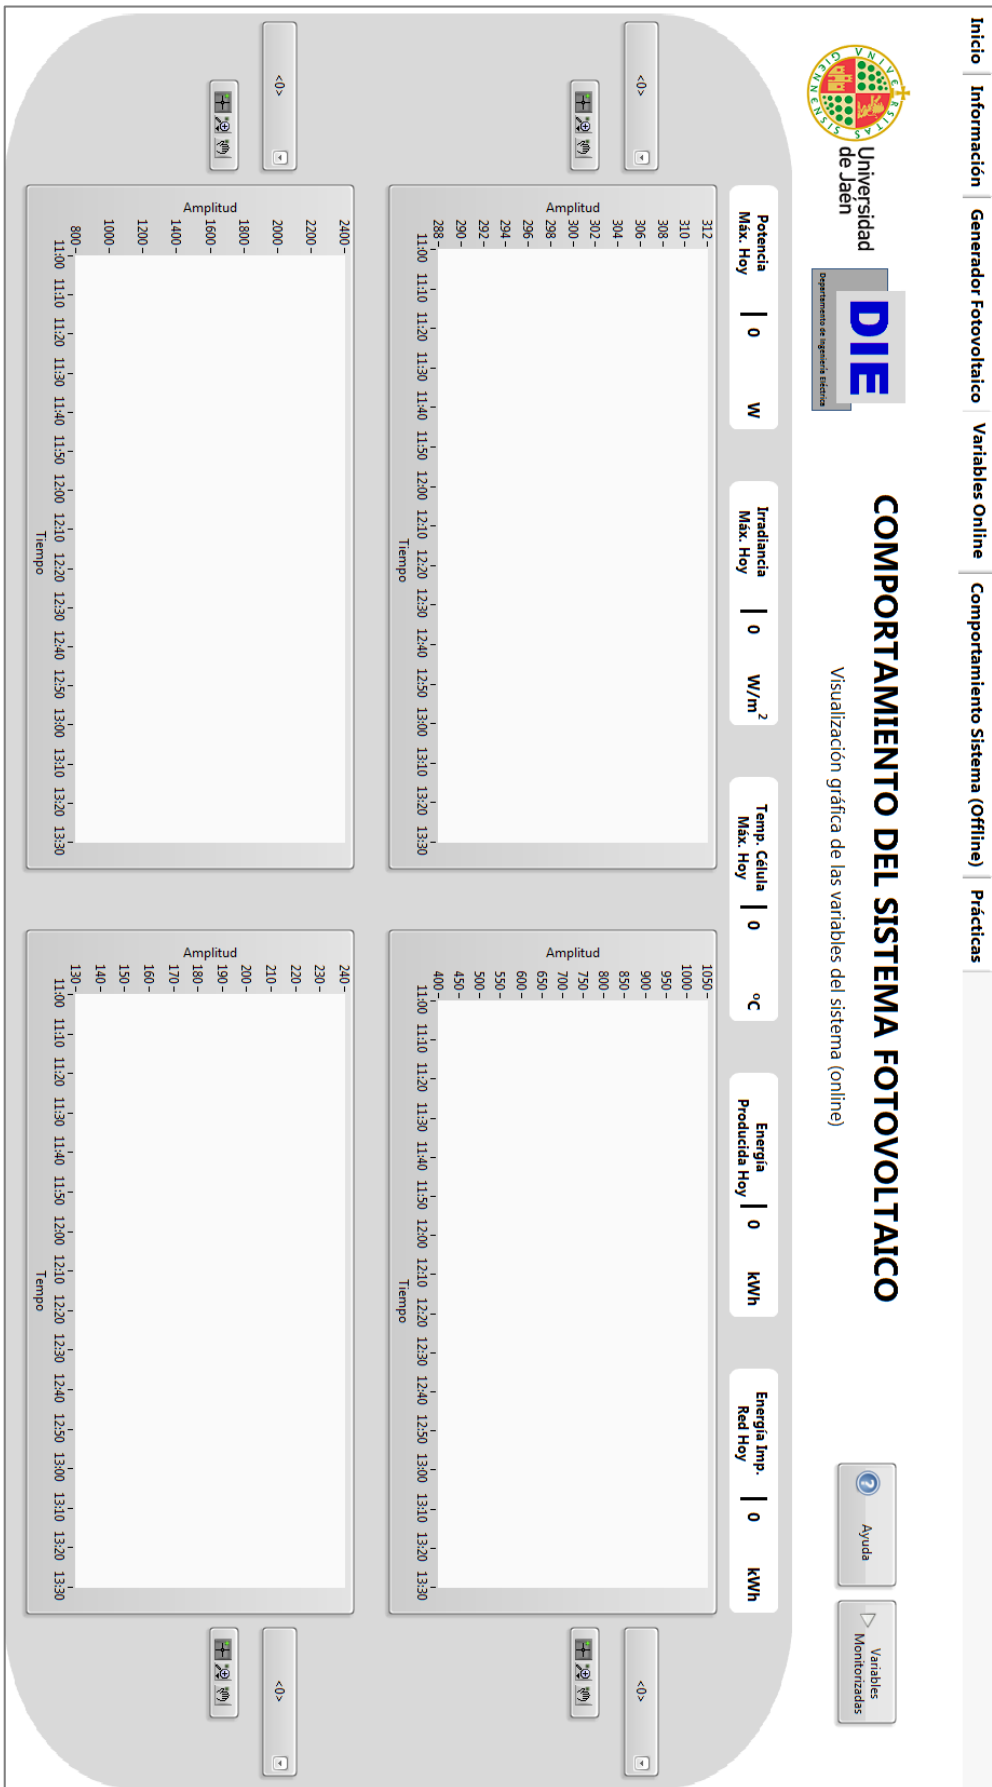 Inicio
Información
Generador Fotovoltaico
Variables Online
Comportamiento Sistema (Offline)
Prácticas
VNIVERSITAS GIENNENSIS
Universidad
de Jaén
DIE
Departamento de Ingeniería Eléctrica
COMPORTAMIENTO DEL SISTEMA FOTOVOLTAICO
Visualización gráfica de las variables del sistema (online)
? Ayuda
Variables
Monitorizadas
Potencia
Máx. Hoy
0 W
Irradiancia
Máx. Hoy
0 W/m²
Temp. Célula
Máx. Hoy
0 ºC
Energía
Producida Hoy
0 kWh
Energía Imp.
Red Hoy
0 kWh
<0>
Amplitud
312
310
308
306
304
302
300
298
296
294
292
290
288
11:00 11:10 11:20 11:30 11:40 11:50 12:00 12:10 12:20 12:30 12:40 12:50 13:00 13:10 13:20 13:30
Tiempo
Amplitud
1050
1000
950
900
850
800
750
700
650
600
550
500
450
400
11:00 11:10 11:20 11:30 11:40 11:50 12:00 12:10 12:20 12:30 12:40 12:50 13:00 13:10 13:20 13:30
Tiempo
<0>
<0>
Amplitud
2400
2200
2000
1800
1600
1400
1200
1000
800
11:00 11:10 11:20 11:30 11:40 11:50 12:00 12:10 12:20 12:30 12:40 12:50 13:00 13:10 13:20 13:30
Tiempo
Amplitud
240
230
220
210
200
190
180
170
160
150
140
130
11:00 11:10 11:20 11:30 11:40 11:50 12:00 12:10 12:20 12:30 12:40 12:50 13:00 13:10 13:20 13:30
Tempo
<0>